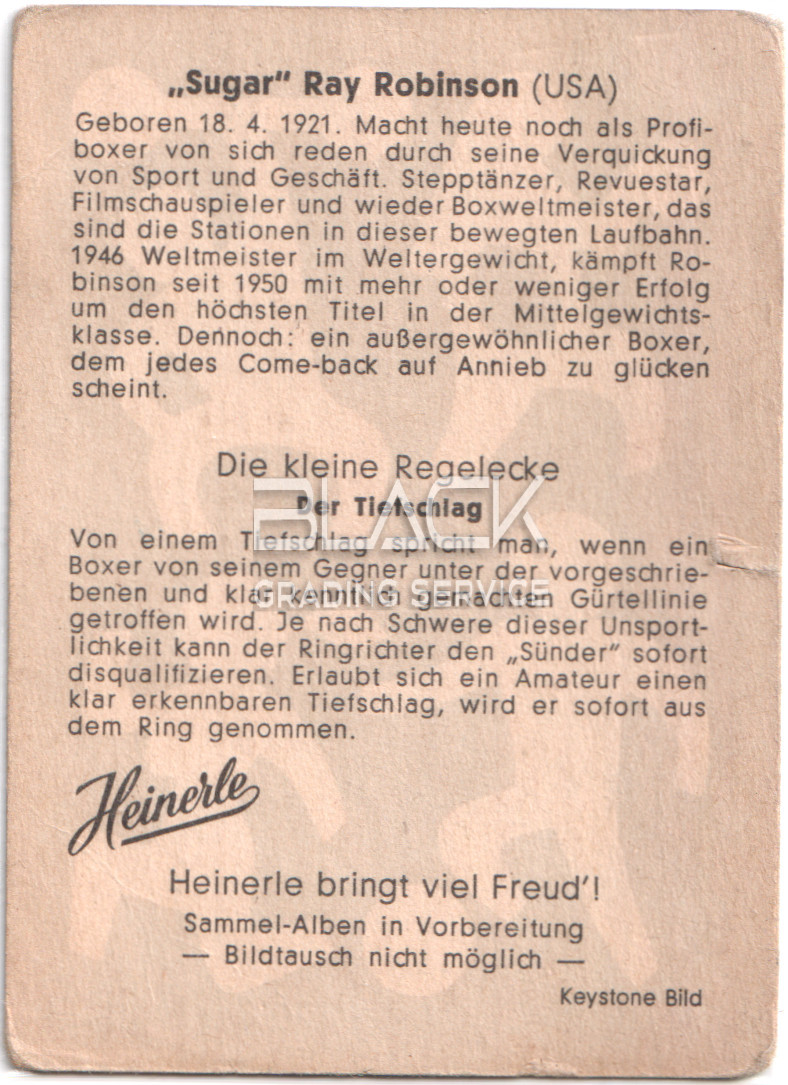 „Sugar“ Ray Robinson (USA)
Geboren 18. 4. 1921. Macht heute noch als Profi-
boxer von sich reden durch seine Verquickung
von Sport und Geschäft. Stepptänzer, Revuestar,
Filmschauspieler und wieder Boxweltmeister, das
sind die Stationen in dieser bewegten Laufbahn.
1946 Weltmeister im Weltergewicht, kämpft Ro-
binson seit 1950 mit mehr oder weniger Erfolg
um den höchsten Titel in der Mittelgewichts-
klasse. Dennoch: ein außergewöhnlicher Boxer,
dem jedes Come-back auf Annieb zu glücken
scheint.
Die kleine Regelecke
Der Tiefschlag
BLACK
GRADING SERVICE
Von einem Tiefschlag spricht man, wenn ein
Boxer von seinem Gegner unter der vorgeschrie-
benen und klar kenntlich gemachten Gürtellinie
getroffen wird. Je nach Schwere dieser Unsport-
lichkeit kann der Ringrichter den „Sünder“ sofort
disqualifizieren. Erlaubt sich ein Amateur einen
klar erkennbaren Tiefschlag, wird er sofort aus
dem Ring genommen.
Heinerle
Heinerle bringt viel Freud'!
Sammel-Alben in Vorbereitung
— Bildtausch nicht möglich —
Keystone Bild